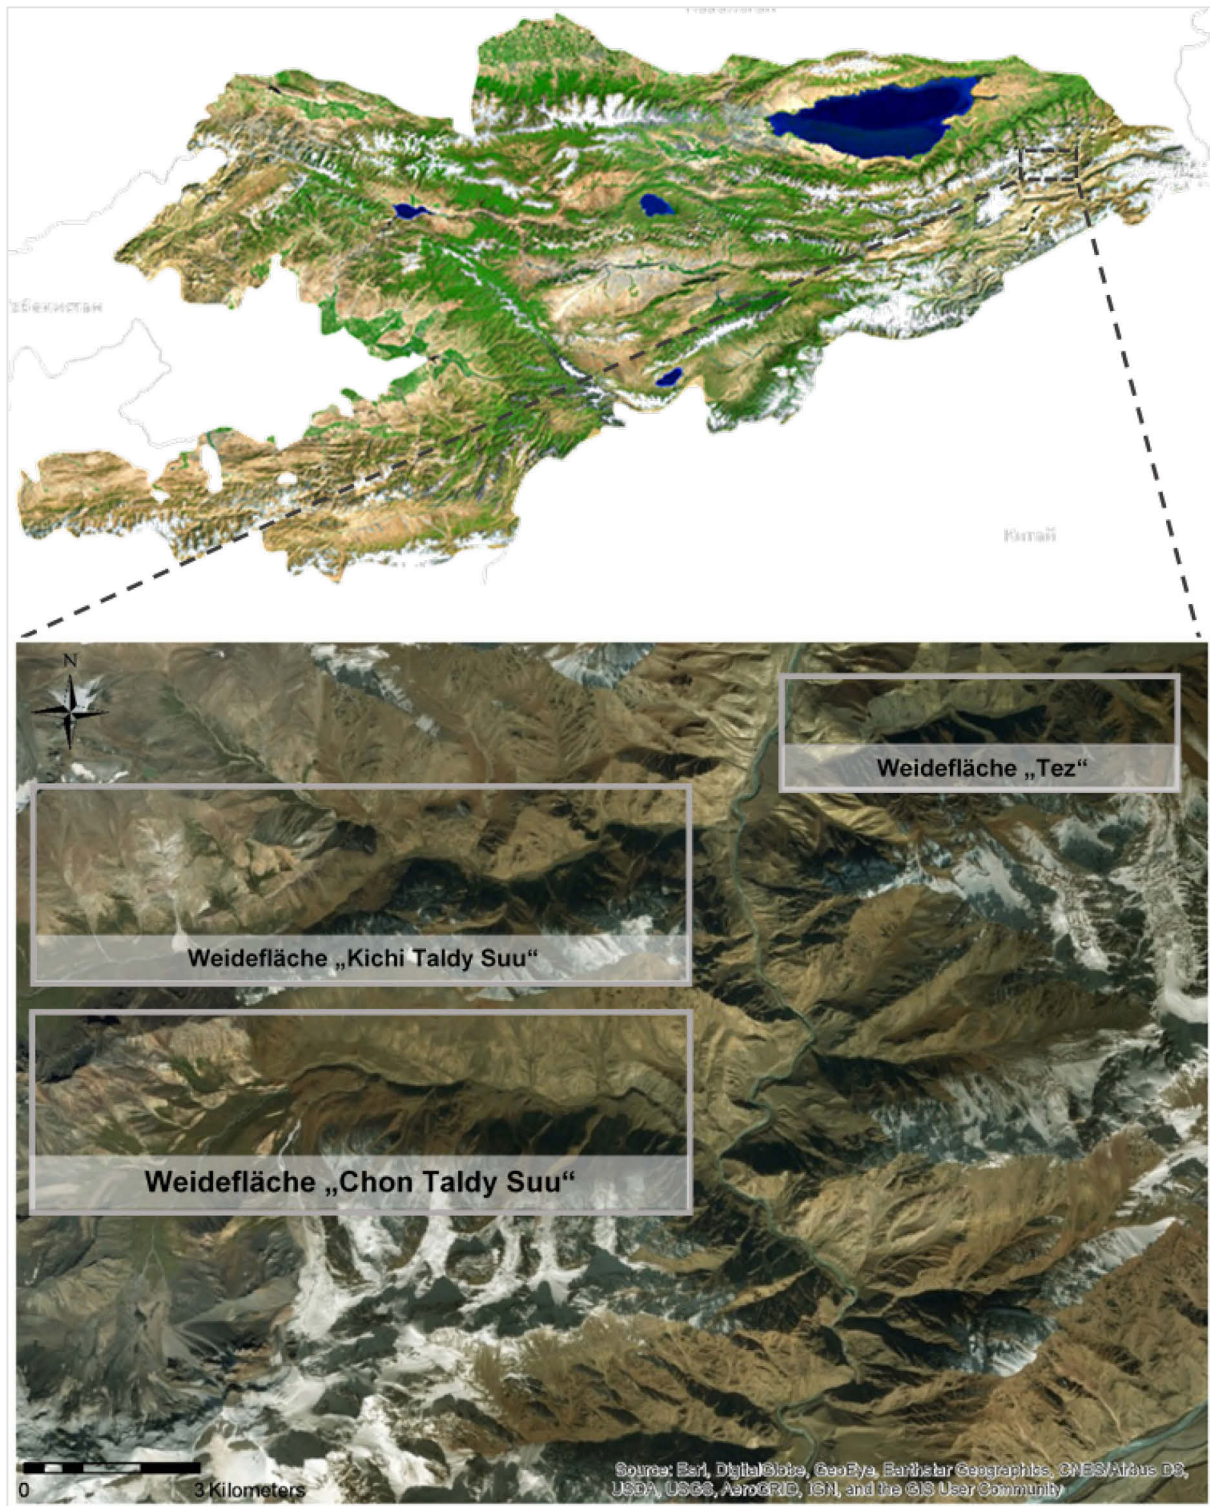 Узбекистан
Китай
N
Weidefläche „Tez“
Weidefläche „Kichi Taldy Suu“
Weidefläche „Chon Taldy Suu“
0 3 Kilometers
Source: Esri, DigitalGlobe, GeoEye, Earthstar Geographics, CNES/Airbus DS,
USDA, USGS, AeroGRID, IGN, and the GIS User Community